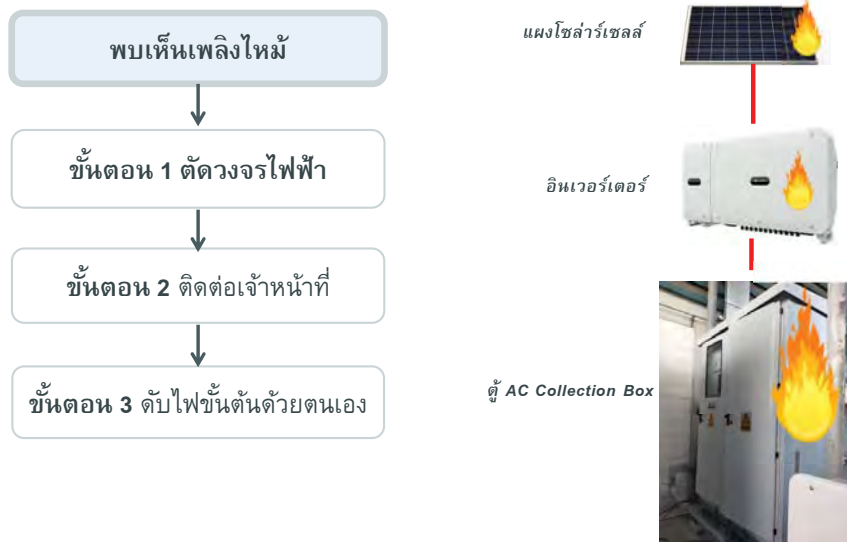 พบเห็นเพลิงไหม้
ขั้นตอน 1 ตัดวงจรไฟฟ้า
ขั้นตอน 2 ติดต่อเจ้าหน้าที่
ขั้นตอน 3 ดับไฟขั้นต้นด้วยตนเอง
แผงโซล่าร์เซลล์
อินเวอร์เตอร์
ตู้ AC Collection Box